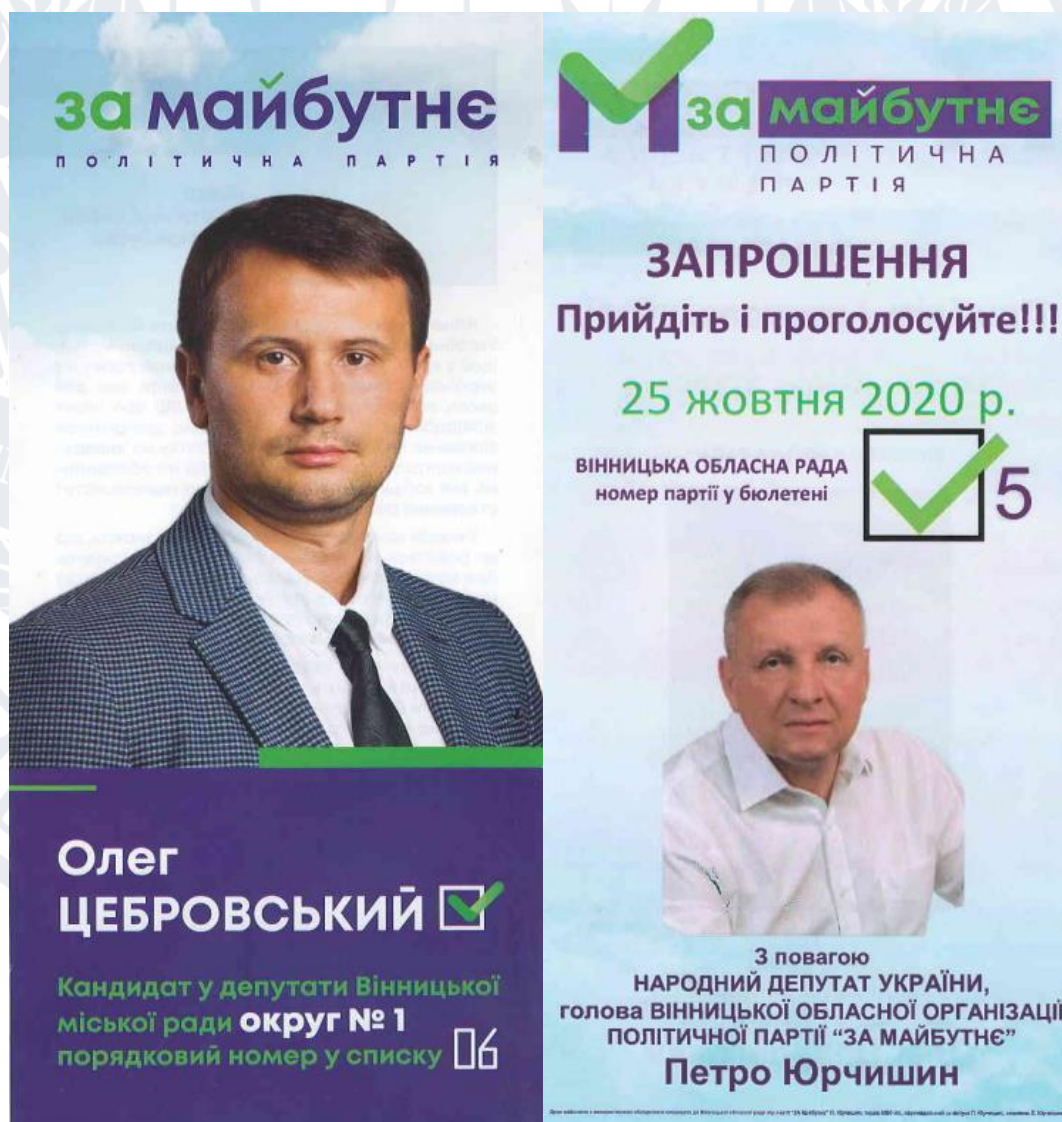 за майбутнє
ПОЛІТИЧНА ПАРТІЯ
Олег
ЦЕБРОВСЬКИЙ
Кандидат у депутати Вінницької
міської ради округ № 1
порядковий номер у списку 06
за майбутнє
ПОЛІТИЧНА
ПАРТІЯ
ЗАПРОШЕННЯ
Прийдіть і проголосуйте!!!
25 жовтня 2020 р.
ВІННИЦЬКА ОБЛАСНА РАДА
номер партії у бюлетені
5
З повагою
НАРОДНИЙ ДЕПУТАТ УКРАЇНИ,
голова ВІННИЦЬКОЇ ОБЛАСНОЇ ОРГАНІЗАЦІЇ
ПОЛІТИЧНОЇ ПАРТІЇ “ЗА МАЙБУТНЄ”
Петро Юрчишин